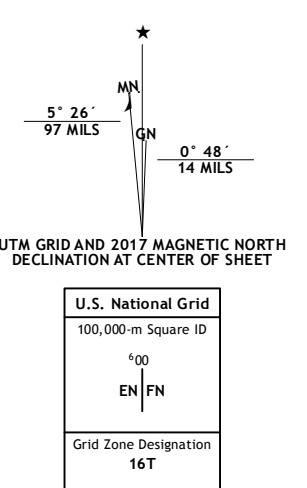 ★
MN
5° 26´
97 MILS
GN
0° 48´
14 MILS
UTM GRID AND 2017 MAGNETIC NORTH
DECLINATION AT CENTER OF SHEET
U.S. National Grid
100,000-m Square ID
⁶00
EN FN
Grid Zone Designation
16T